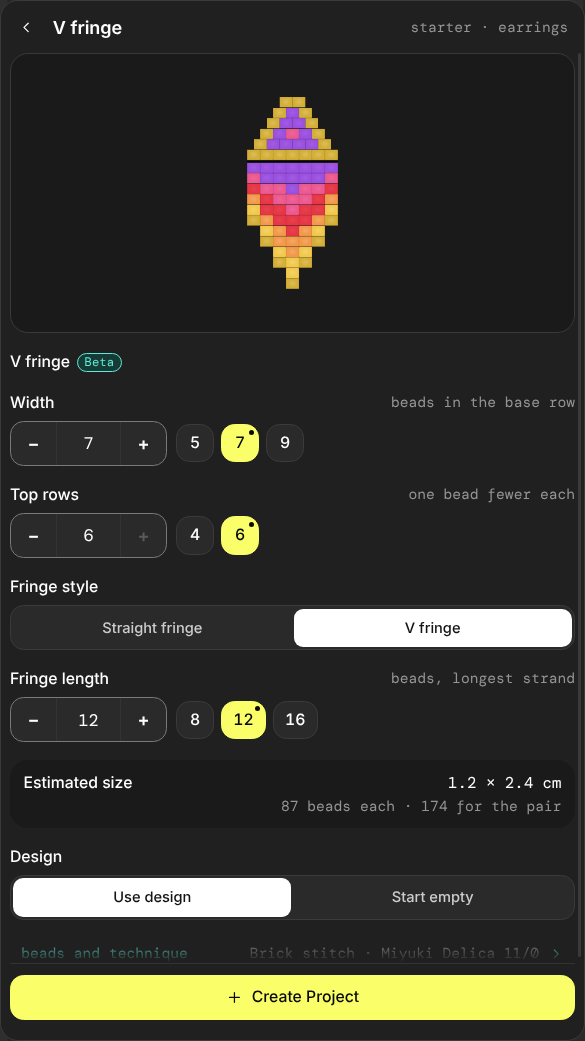 V fringe
starter · earrings
V fringe Beta
Width
beads in the base row
− 7 + 5 7 9
Top rows
one bead fewer each
− 6 + 4 6
Fringe style
Straight fringe V fringe
Fringe length
beads, longest strand
− 12 + 8 12 16
Estimated size
1.2 × 2.4 cm
87 beads each · 174 for the pair
Design
Use design Start empty
beads and technique
Brick stitch · Miyuki Delica 11/0 >
+ Create Project